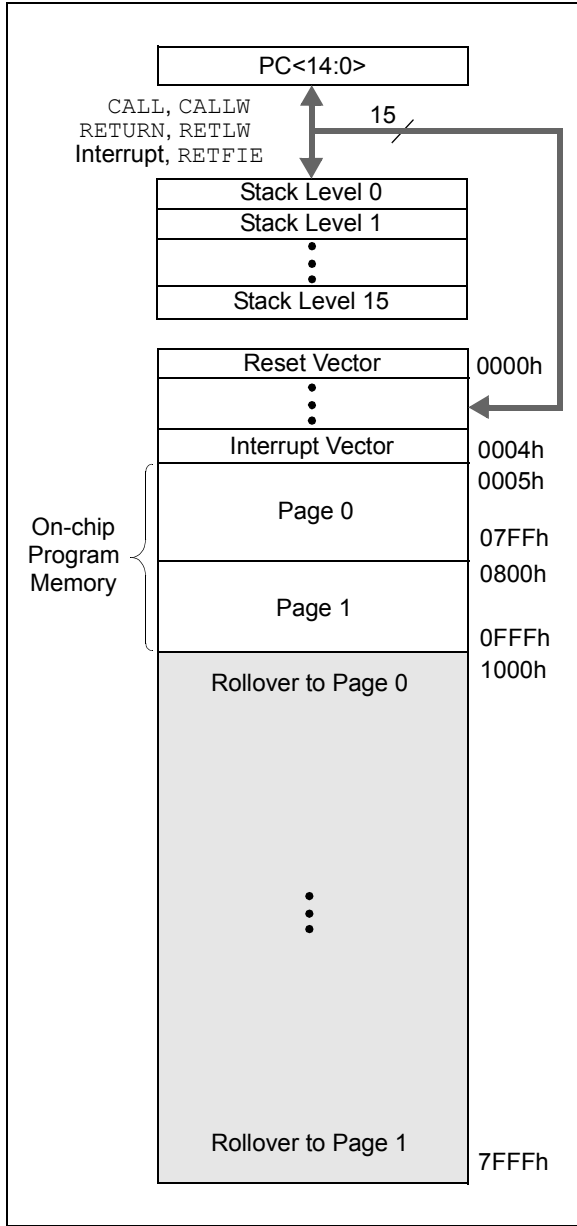 PC<14:0>
CALL, CALLW
RETURN, RETLW
Interrupt, RETFIE
15
Stack Level 0
Stack Level 1
Stack Level 15
Reset Vector
0000h
Interrupt Vector
0004h
0005h
On-chip
Program
Memory
Page 0
07FFh
0800h
Page 1
0FFFh
1000h
Rollover to Page 0
Rollover to Page 1
7FFFh